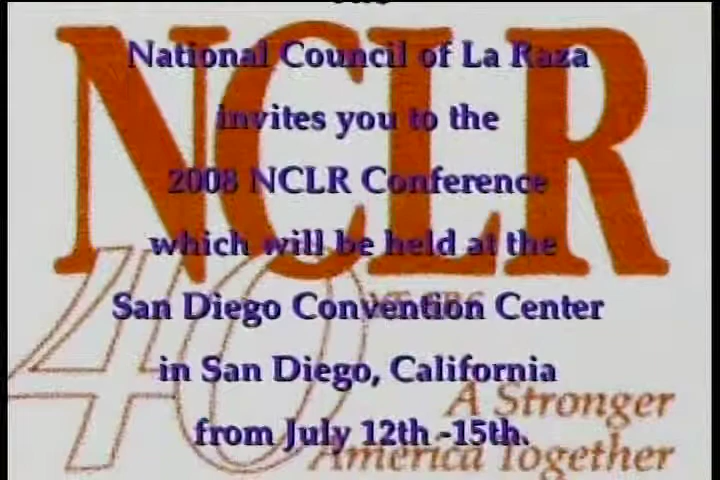 NCLR
National Council of La Raza
invites you to the
2008 NCLR Conference
which will be held at the
San Diego Convention Center
in San Diego, California
from July 12th -15th.
40
A Stronger
America Together